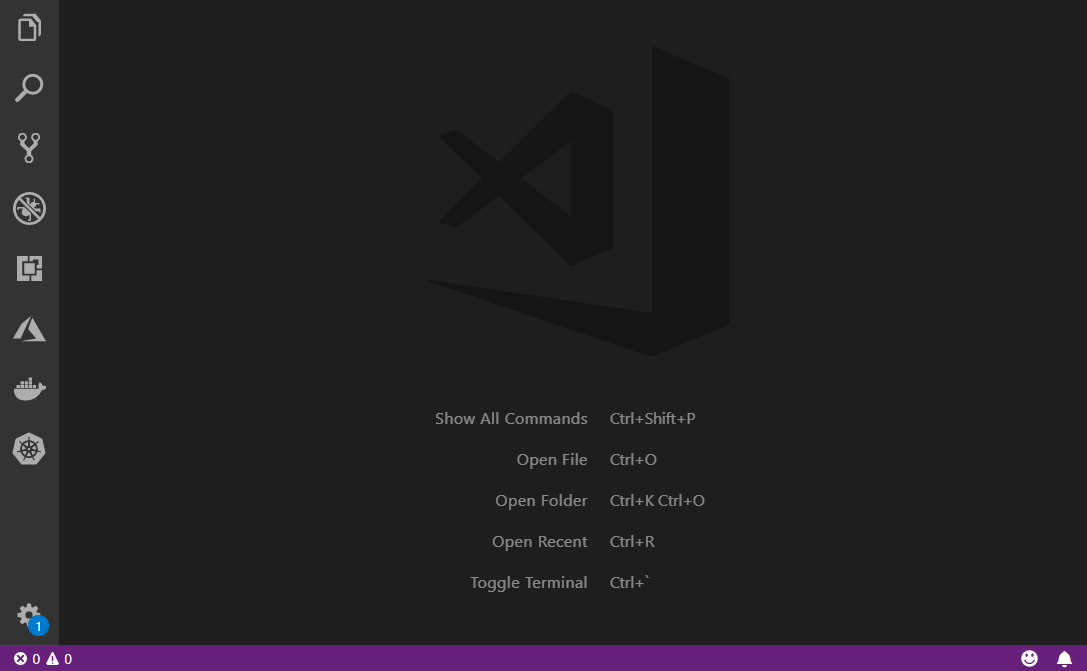 Show All Commands Ctrl+Shift+P
Open File Ctrl+O
Open Folder Ctrl+K Ctrl+O
Open Recent Ctrl+R
Toggle Terminal Ctrl+`
1
0 0